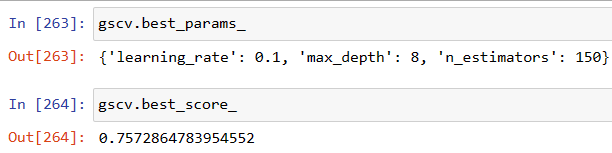 In [263]: gscv.best_params_
Out[263]: {'learning_rate': 0.1, 'max_depth': 8, 'n_estimators': 150}
In [264]: gscv.best_score_
Out[264]: 0.7572864783954552